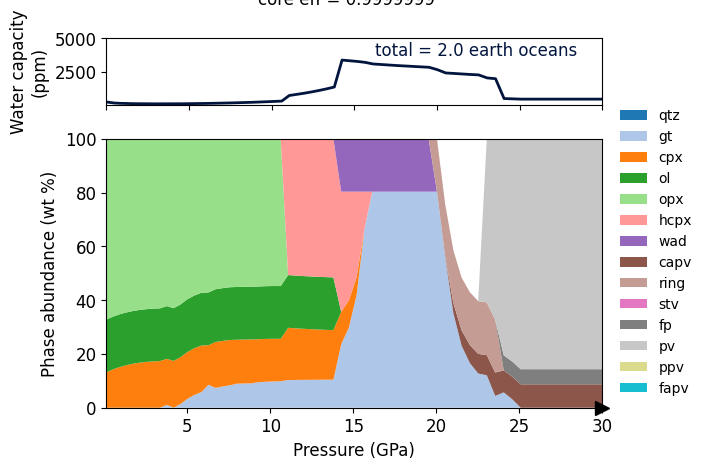 core eff = 0.9999999
Water capacity
(ppm)
5000
2500
total = 2.0 earth oceans
Phase abundance (wt %)
100
80
60
40
20
0
5
10
15
20
25
30
Pressure (GPa)
qtz
gt
cpx
ol
opx
hcpx
wad
capv
ring
stv
fp
pv
ppv
fapv